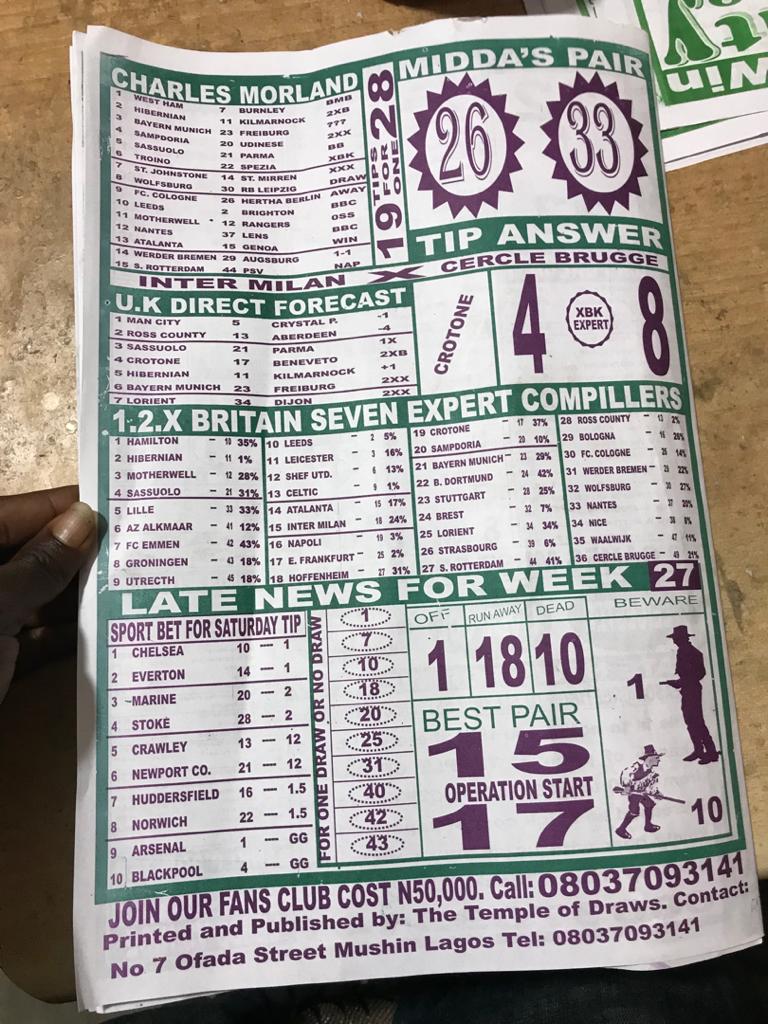 CHARLES MORLAND
1 WEST HAM 7 BURNLEY BMB
2 HIBERNIAN 11 KILMARNOCK 2XB
3 BAYERN MUNICH 23 FREIBURG ???
4 SAMPDORIA 20 UDINESE 2XX
5 SASSUOLO 21 PARMA BB
6 TROINO 22 SPEZIA XBK
7 ST. JOHNSTONE 14 ST. MIRREN XXX
8 WOLFSBURG 30 RB LEIPZIG DRAW
9 FC. COLOGNE 26 HERTHA BERLIN AWAY
10 LEEDS 2 BRIGHTON BBC
11 MOTHERWELL 12 RANGERS OSS
12 NANTES 37 LENS BBC
13 ATALANTA 15 GENOA WIN
14 WERDER BREMEN 29 AUGSBURG 1-1
15 S. ROTTERDAM 44 PSV NAP
19 TIPS FOR ONE 28
MIDDA'S PAIR
26 33
TIP ANSWER
INTER MILAN X CERCLE BRUGGE
U.K DIRECT FORECAST
1 MAN CITY 5 CRYSTAL P. -1
2 ROSS COUNTY 13 ABERDEEN -4
3 SASSUOLO 21 PARMA 1X
4 CROTONE 17 BENEVETO 2XB
5 HIBERNIAN 11 KILMARNOCK +1
6 BAYERN MUNICH 23 FREIBURG 2XX
7 LORIENT 34 DIJON 2XX
CROTONE
4 XBK EXPERT 8
1.2.X BRITAIN SEVEN EXPERT COMPILLERS
1 HAMILTON - 10 35%
2 HIBERNIAN - 11 1%
3 MOTHERWELL - 12 28%
4 SASSUOLO - 21 31%
5 LILLE - 33 33%
6 AZ ALKMAAR - 41 12%
7 FC EMMEN - 42 43%
8 GRONINGEN - 43 18%
9 UTRECTH - 45 18%
10 LEEDS - 2 5%
11 LEICESTER - 3 16%
12 SHEF UTD. - 6 13%
13 CELTIC - 9 1%
14 ATALANTA - 15 17%
15 INTER MILAN - 18 24%
16 NAPOLI - 19 3%
17 E. FRANKFURT - 25 2%
18 HOFFENHEIM - 27 31%
19 CROTONE - 17 37%
20 SAMPDORIA - 20 10%
21 BAYERN MUNICH - 23 29%
22 B. DORTMUND - 24 42%
23 STUTTGART - 28 25%
24 BREST - 32 7%
25 LORIENT - 34 34%
26 STRASBOURG - 39 6%
27 S. ROTTERDAM - 44 41%
28 ROSS COUNTY - 13 2%
29 BOLOGNA - 16 26%
30 FC. COLOGNE - 26 14%
31 WERDER BREMEN - 29 22%
32 WOLFSBURG - 30 27%
33 NANTES - 37 20%
34 NICE - 38 8%
35 WAALWIJK - 47 11%
36 CERCLE BRUGGE - 49 21%
LATE NEWS FOR WEEK 27
SPORT BET FOR SATURDAY TIP
1 CHELSEA 10 --- 1
2 EVERTON 14 --- 1
3 MARINE 20 --- 2
4 STOKE 28 --- 2
5 CRAWLEY 13 --- 12
6 NEWPORT CO. 21 --- 12
7 HUDDERSFIELD 16 --- 1.5
8 NORWICH 22 --- 1.5
9 ARSENAL 1 --- GG
10 BLACKPOOL 4 --- GG
FOR ONE DRAW OR NO DRAW
1
7
10
18
20
25
31
40
42
43
OFF RUN AWAY DEAD
1 18 10
BEST PAIR
15
OPERATION START
17
BEWARE
1
10
JOIN OUR FANS CLUB COST N50,000. Call: 08037093141
Printed and Published by: The Temple of Draws. Contact:
No 7 Ofada Street Mushin Lagos Tel: 08037093141
Win